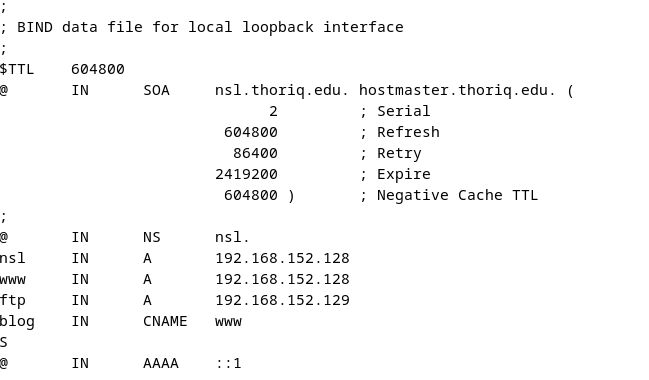 ;
; BIND data file for local loopback interface
;
$TTL    604800
@       IN      SOA     nsl.thoriq.edu. hostmaster.thoriq.edu. (
                              2         ; Serial
                         604800         ; Refresh
                          86400         ; Retry
                        2419200         ; Expire
                         604800 )       ; Negative Cache TTL
;
@       IN      NS      nsl.
nsl     IN      A       192.168.152.128
www     IN      A       192.168.152.128
ftp     IN      A       192.168.152.129
blog    IN      CNAME   www
S
@       IN      AAAA    ::1